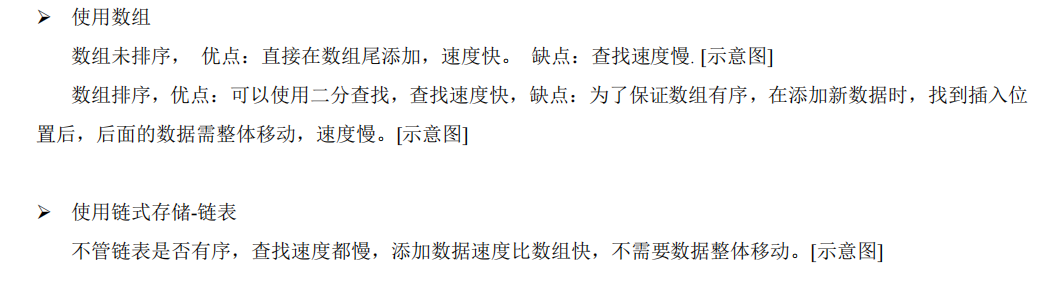 ➢ 使用数组
数组未排序， 优点：直接在数组尾添加，速度快。 缺点：查找速度慢. [示意图]
数组排序，优点：可以使用二分查找，查找速度快，缺点：为了保证数组有序，在添加新数据时，找到插入位
置后，后面的数据需整体移动，速度慢。[示意图]
➢ 使用链式存储-链表
不管链表是否有序，查找速度都慢，添加数据速度比数组快，不需要数据整体移动。[示意图]